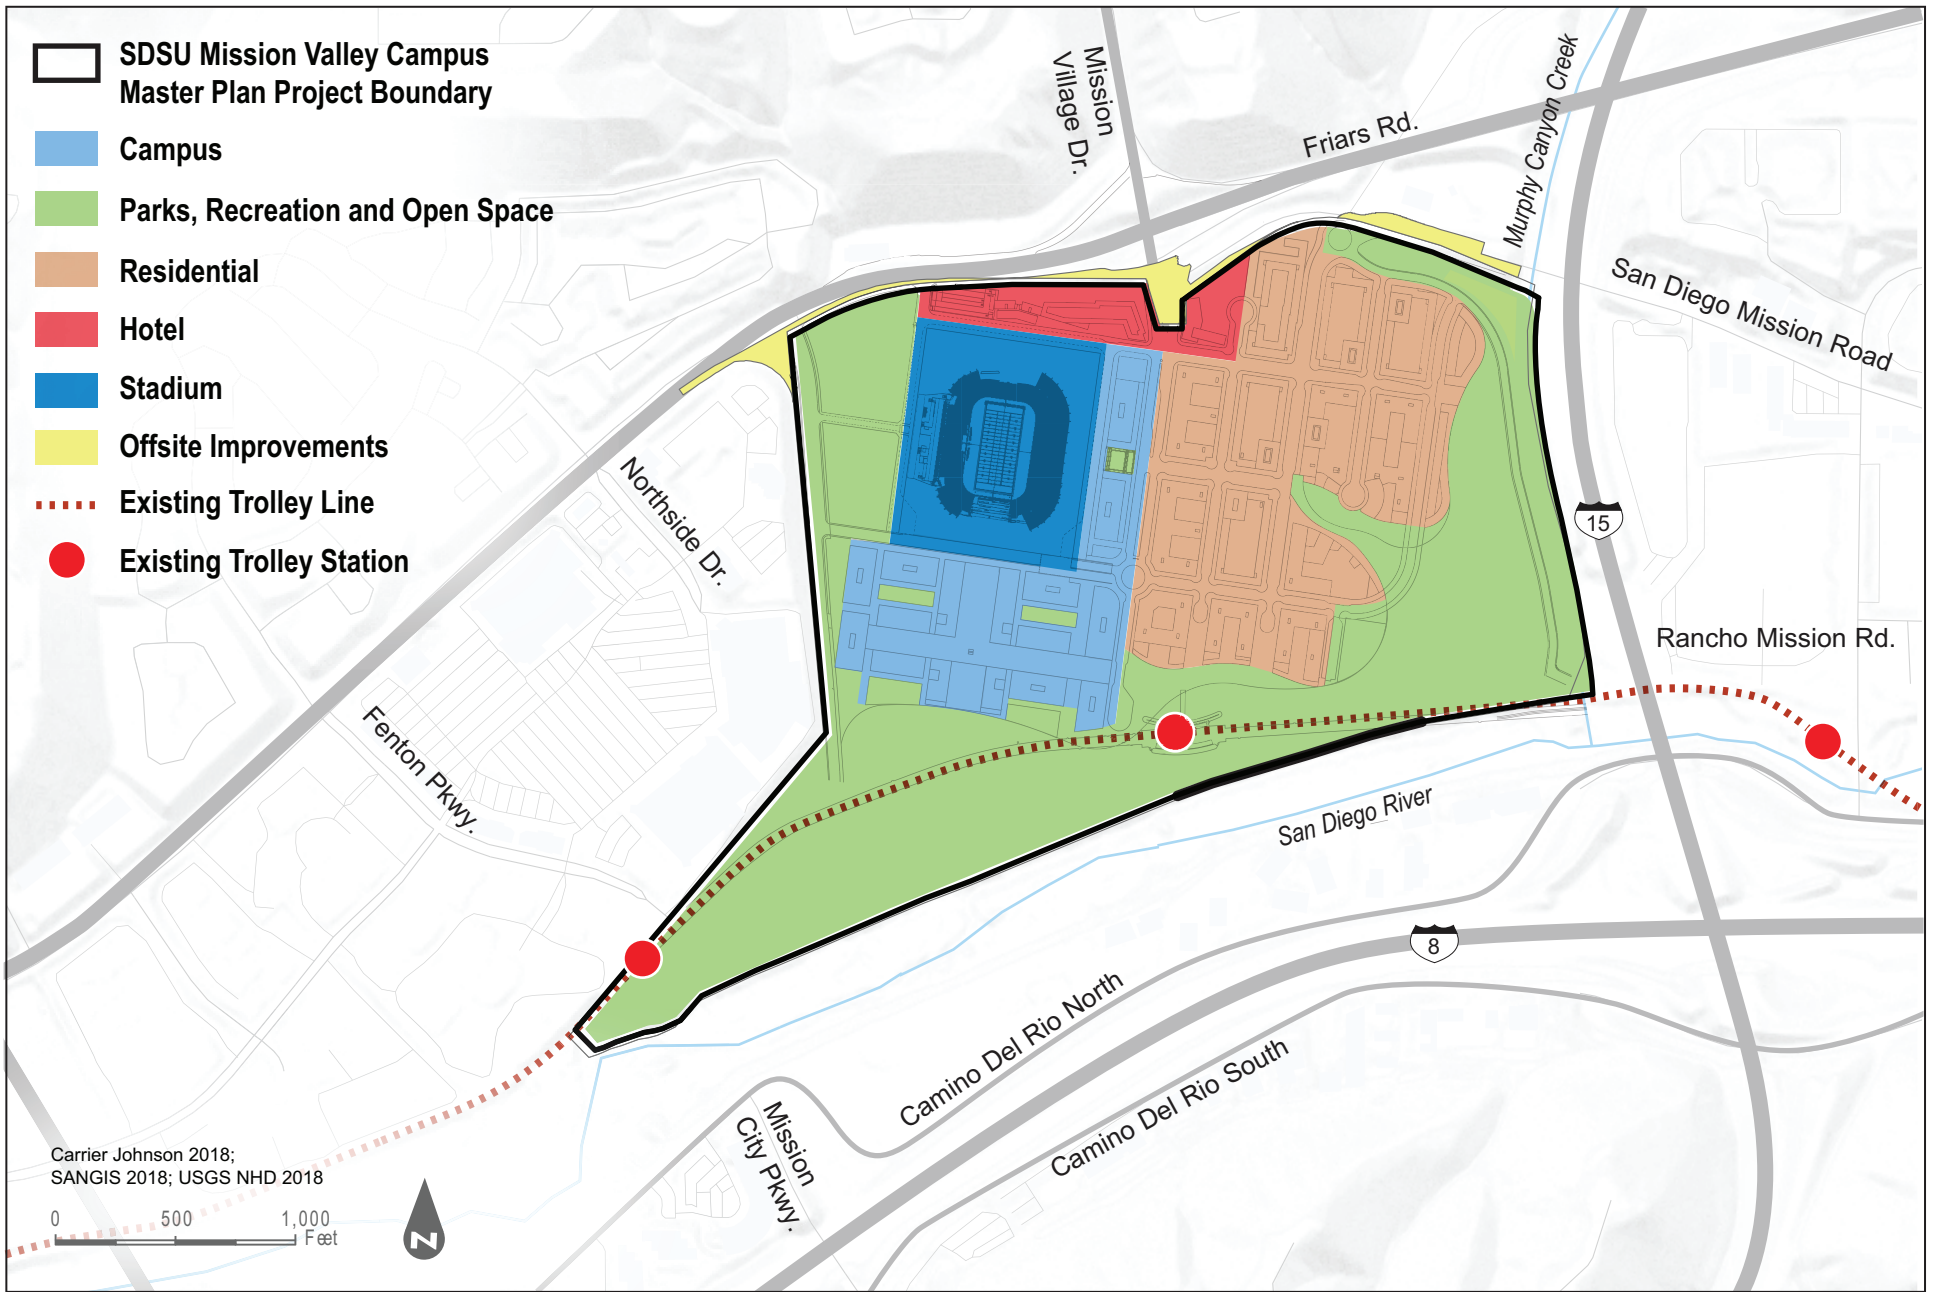 SDSU Mission Valley Campus
Master Plan Project Boundary
Campus
Parks, Recreation and Open Space
Residential
Hotel
Stadium
Offsite Improvements
Existing Trolley Line
Existing Trolley Station
Mission
Village Dr.
Friars Rd.
Murphy Canyon Creek
San Diego Mission Road
Northside Dr.
15
Rancho Mission Rd.
Fenton Pkwy.
San Diego River
8
Camino Del Rio North
Camino Del Rio South
Mission
City Pkwy.
Carrier Johnson 2018;
SANGIS 2018; USGS NHD 2018
0 500 1,000
Feet
N